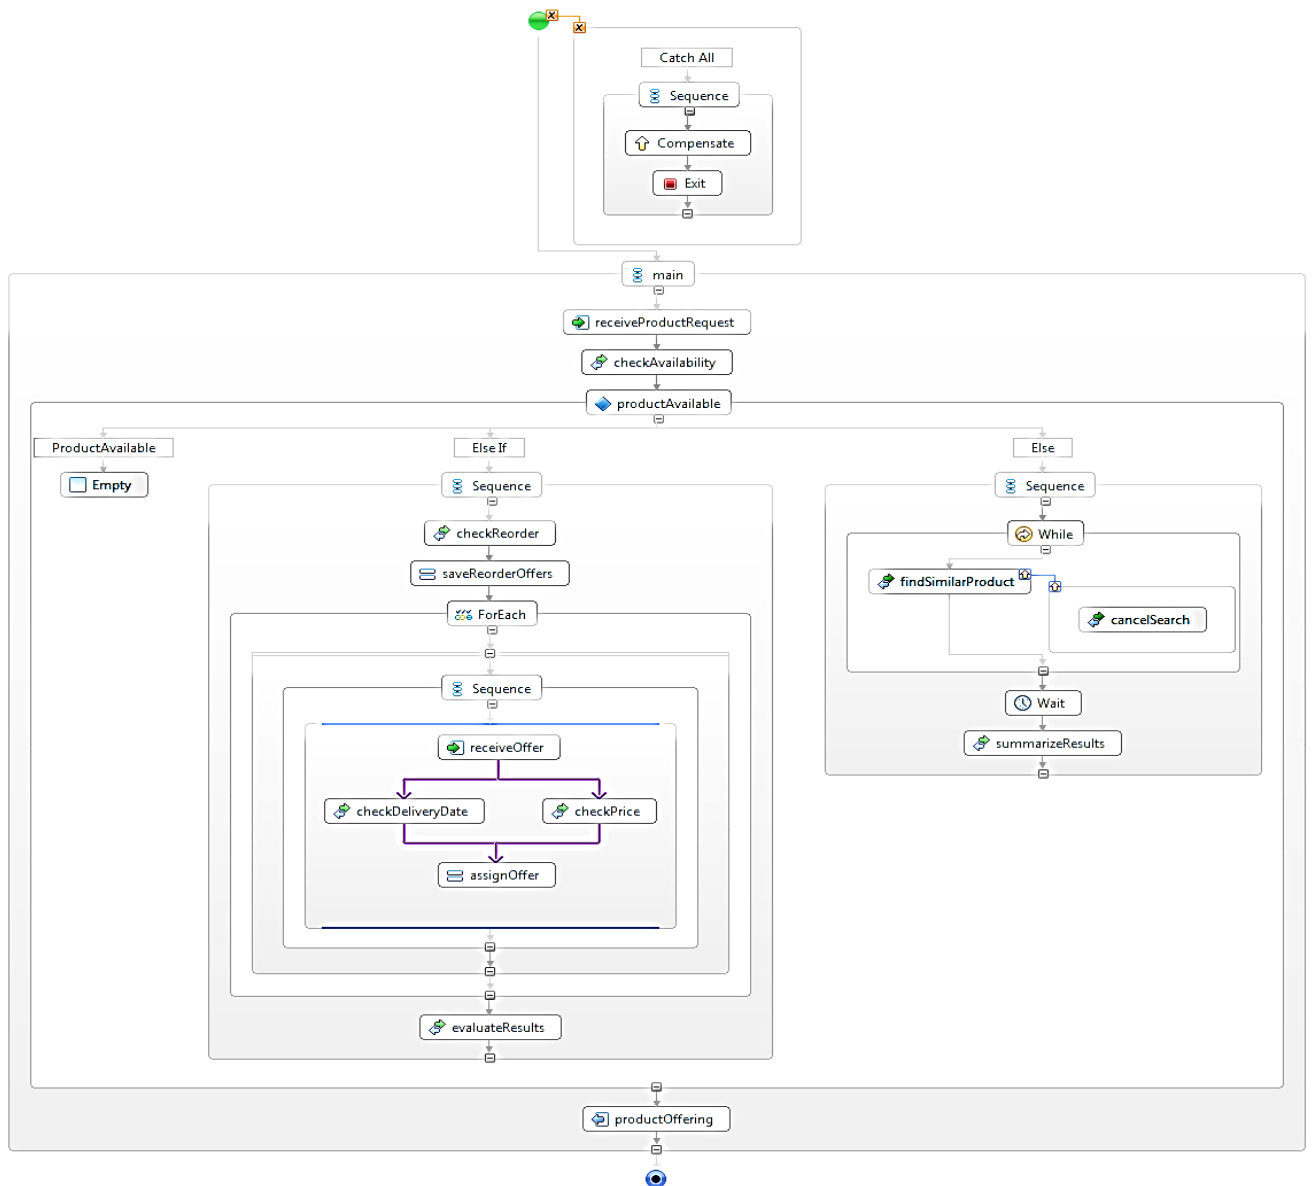 Catch All
Sequence
Compensate
Exit
main
receiveProductRequest
checkAvailability
productAvailable
ProductAvailable
Else If
Else
Empty
Sequence
Sequence
checkReorder
While
saveReorderOffers
findSimilarProduct
ForEach
cancelSearch
Sequence
Wait
receiveOffer
summarizeResults
checkDeliveryDate
checkPrice
assignOffer
evaluateResults
productOffering